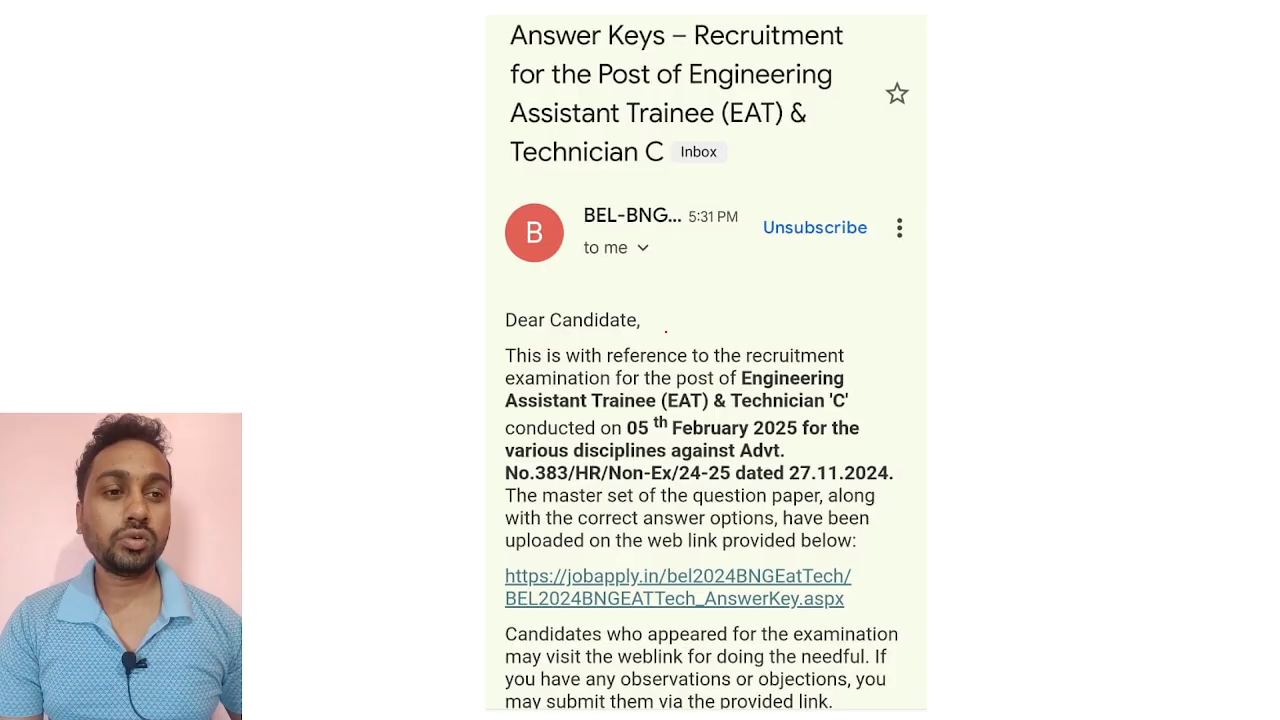 Answer Keys – Recruitment
for the Post of Engineering
Assistant Trainee (EAT) &
Technician C Inbox
B
BEL-BNG... 5:31 PM
Unsubscribe
to me
Dear Candidate,
This is with reference to the recruitment
examination for the post of Engineering
Assistant Trainee (EAT) & Technician 'C'
conducted on 05 th February 2025 for the
various disciplines against Advt.
No.383/HR/Non-Ex/24-25 dated 27.11.2024.
The master set of the question paper, along
with the correct answer options, have been
uploaded on the web link provided below:
https://jobapply.in/bel2024BNGEatTech/
BEL2024BNGEATTech_AnswerKey.aspx
Candidates who appeared for the examination
may visit the weblink for doing the needful. If
you have any observations or objections, you
may submit them via the provided link.